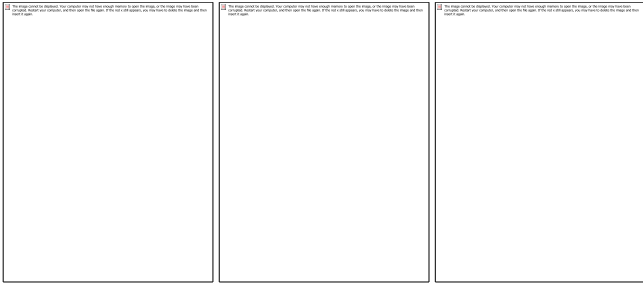 The image cannot be displayed. Your computer may not have enough memory to open the image, or the image may have been
corrupted. Restart your computer, and then open the file again. If the red x still appears, you may have to delete the image and then
insert it again.
The image cannot be displayed. Your computer may not have enough memory to open the image, or the image may have been
corrupted. Restart your computer, and then open the file again. If the red x still appears, you may have to delete the image and then
insert it again.
The image cannot be displayed. Your computer may not have enough memory to open the image, or the image may have been
corrupted. Restart your computer, and then open the file again. If the red x still appears, you may have to delete the image and then
insert it again.